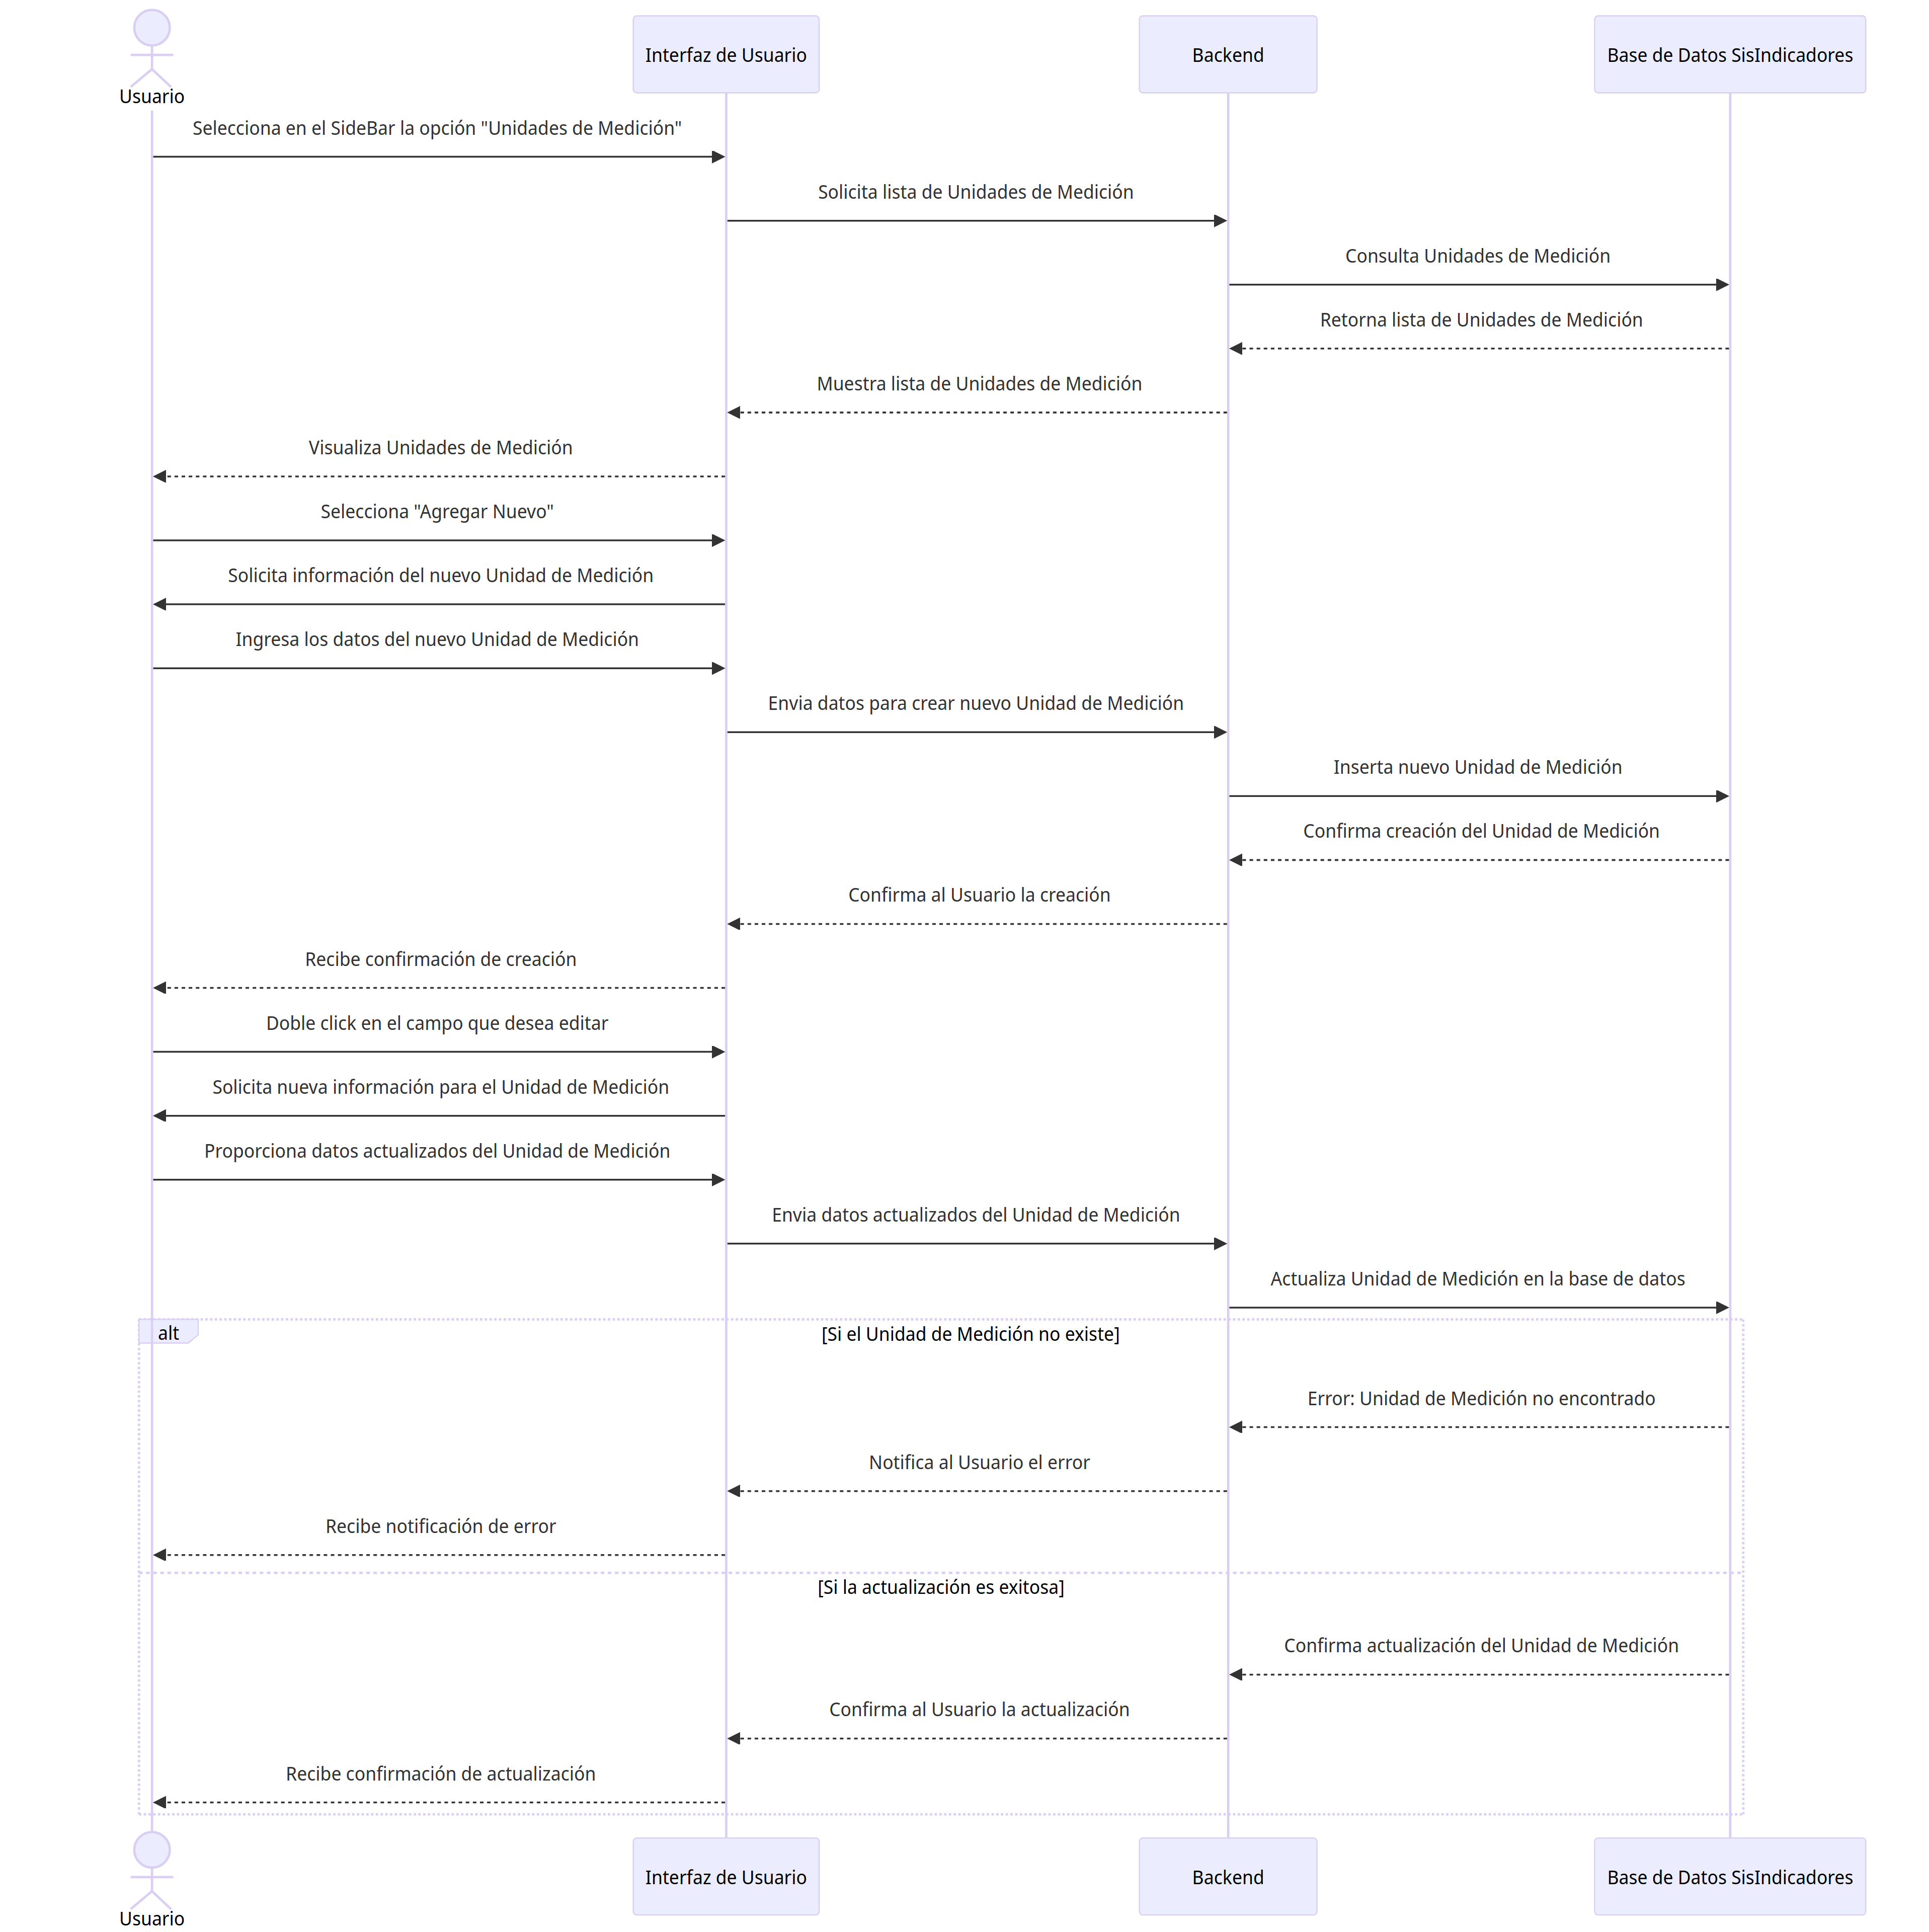 Usuario
Interfaz de Usuario
Backend
Base de Datos SisIndicadores
Selecciona en el SideBar la opción "Unidades de Medición"
Solicita lista de Unidades de Medición
Consulta Unidades de Medición
Retorna lista de Unidades de Medición
Muestra lista de Unidades de Medición
Visualiza Unidades de Medición
Selecciona "Agregar Nuevo"
Solicita información del nuevo Unidad de Medición
Ingresa los datos del nuevo Unidad de Medición
Envia datos para crear nuevo Unidad de Medición
Inserta nuevo Unidad de Medición
Confirma creación del Unidad de Medición
Confirma al Usuario la creación
Recibe confirmación de creación
Doble click en el campo que desea editar
Solicita nueva información para el Unidad de Medición
Proporciona datos actualizados del Unidad de Medición
Envia datos actualizados del Unidad de Medición
Actualiza Unidad de Medición en la base de datos
alt
[Si el Unidad de Medición no existe]
Error: Unidad de Medición no encontrado
Notifica al Usuario el error
Recibe notificación de error
[Si la actualización es exitosa]
Confirma actualización del Unidad de Medición
Confirma al Usuario la actualización
Recibe confirmación de actualización
Usuario
Interfaz de Usuario
Backend
Base de Datos SisIndicadores